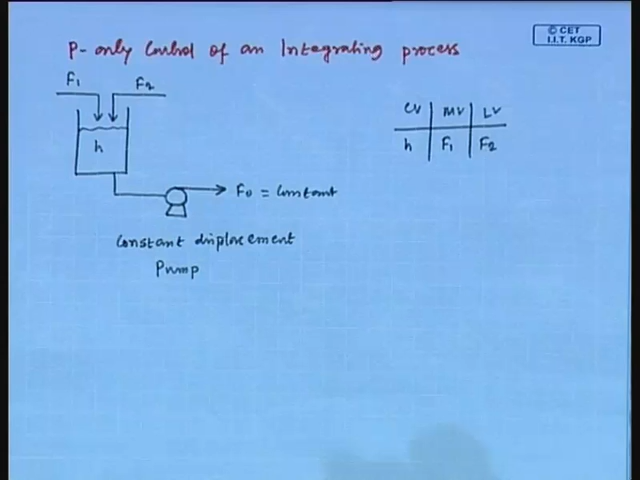 © CET
I.I.T. KGP
P-only Control of an Integrating process
F1 F2
CV MV LV
h F1 F2
h
F0 = Constant
Constant displacement
Pump